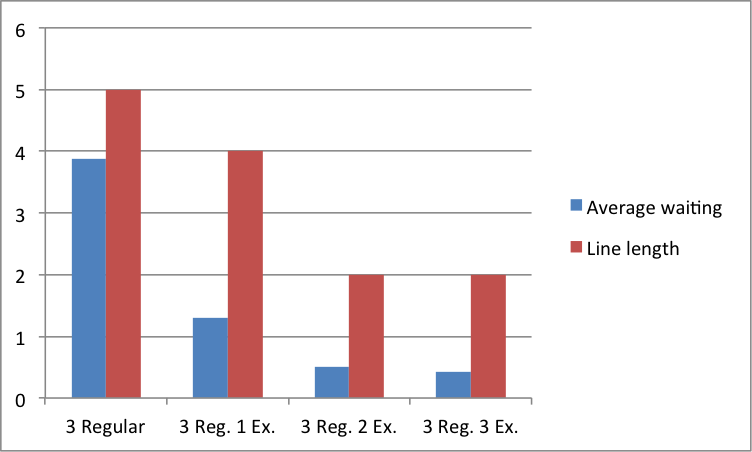 6
5
4
3
2
1
0
3 Regular
3 Reg. 1 Ex.
3 Reg. 2 Ex.
3 Reg. 3 Ex.
Average waiting
Line length